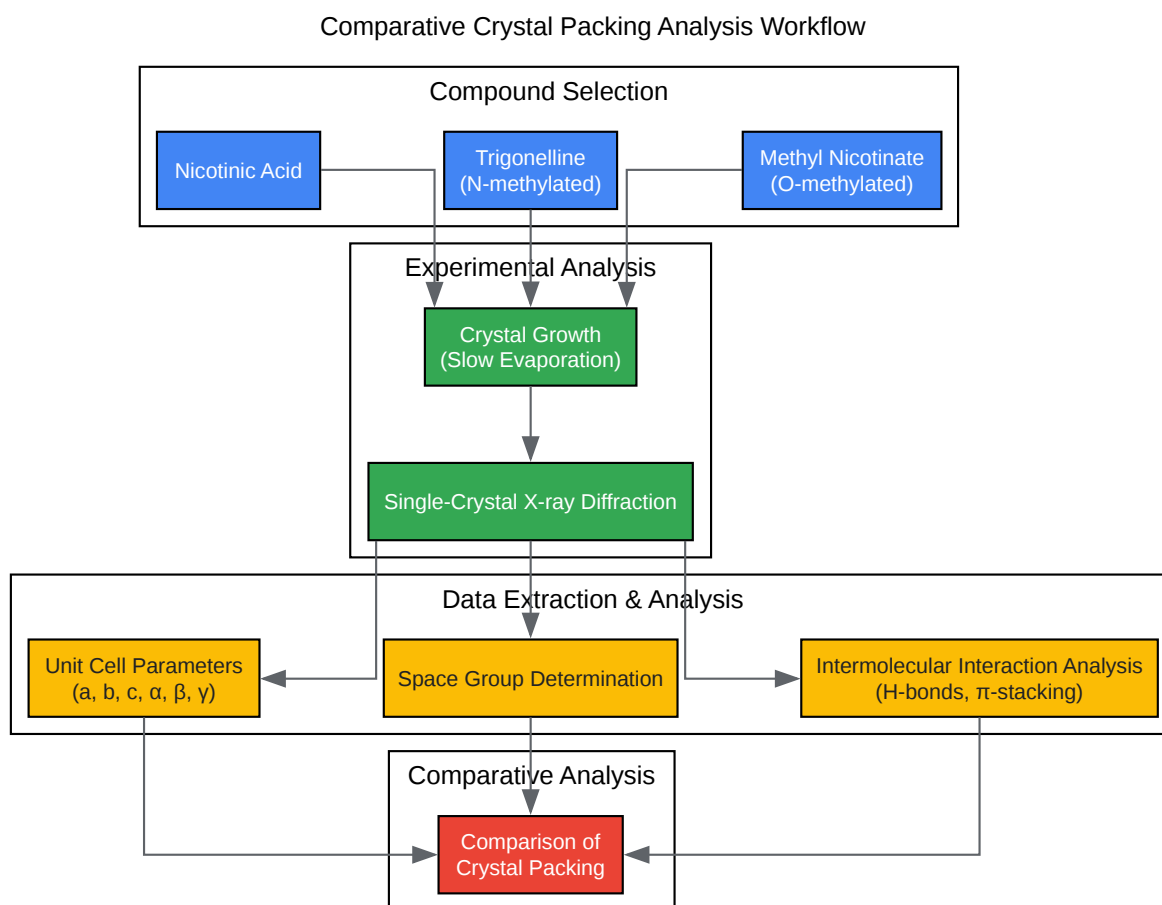 Comparative Crystal Packing Analysis Workflow
Compound Selection
Nicotinic Acid
Trigonelline
(N-methylated)
Methyl Nicotinate
(O-methylated)
Experimental Analysis
Crystal Growth
(Slow Evaporation)
Single-Crystal X-ray Diffraction
Data Extraction & Analysis
Unit Cell Parameters
(a, b, c, α, β, γ)
Space Group Determination
Intermolecular Interaction Analysis
(H-bonds, π-stacking)
Comparative Analysis
Comparison of
Crystal Packing